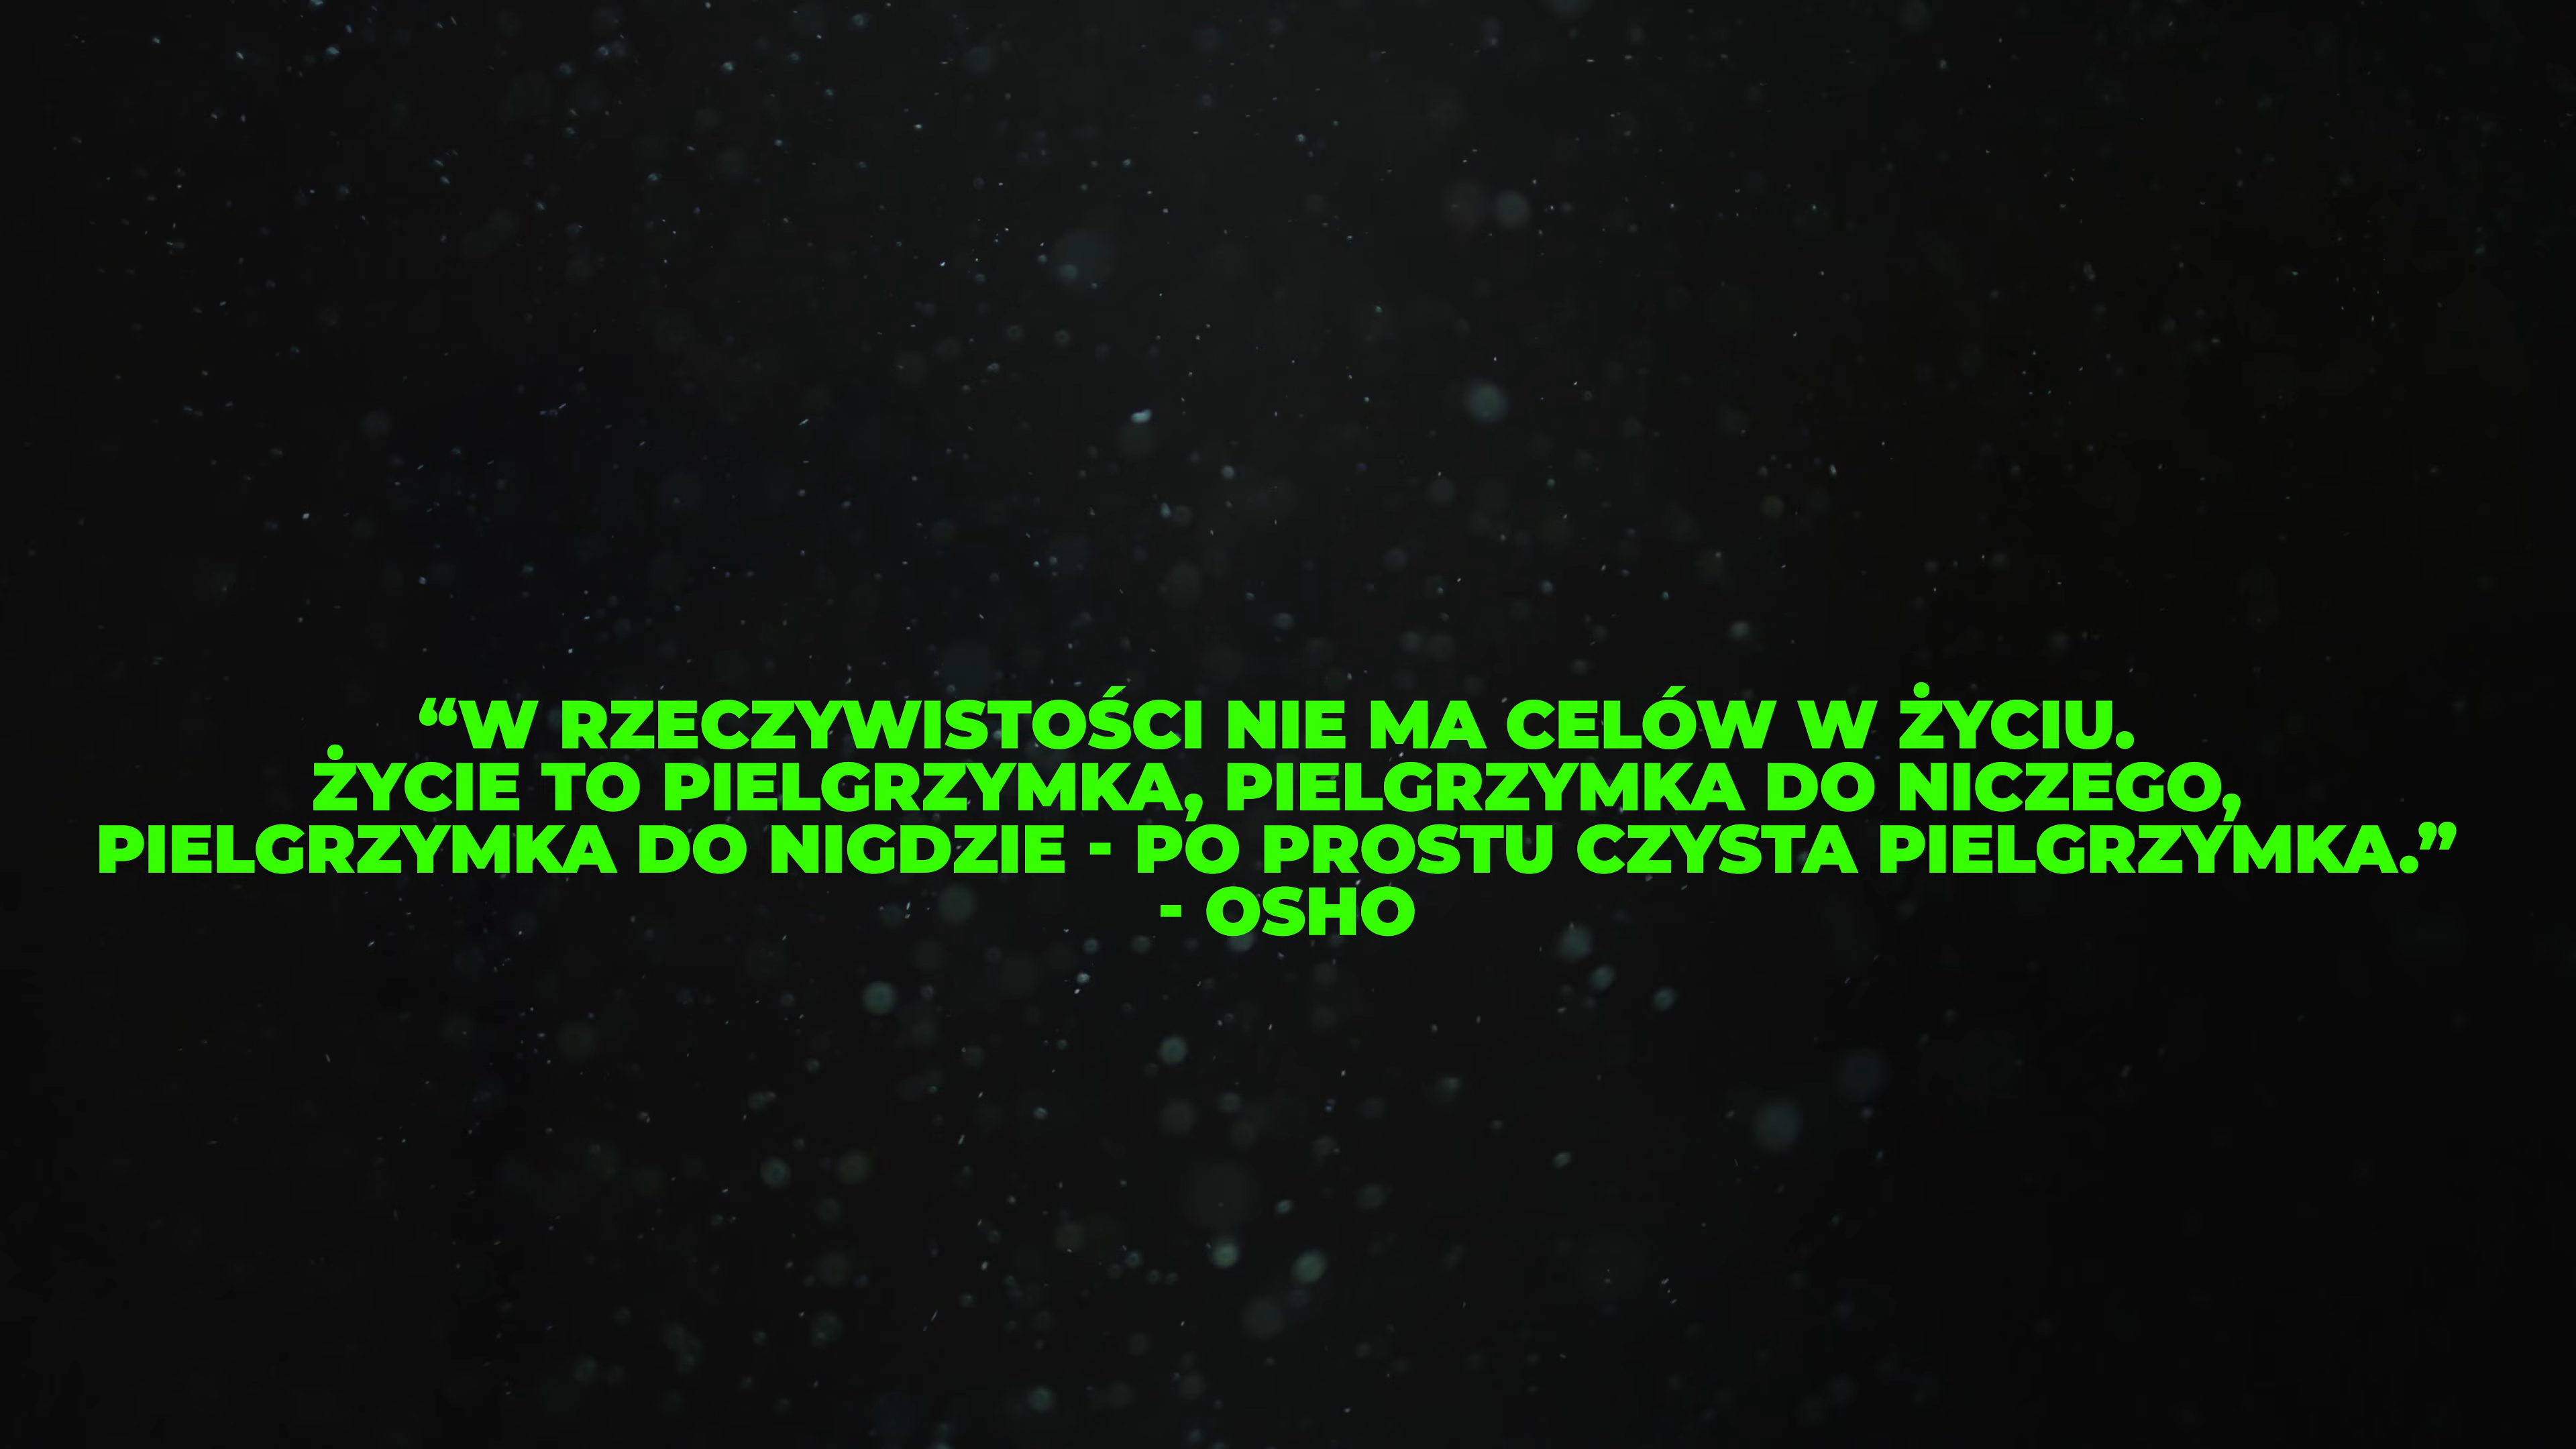 “W RZECZYWISTOŚCI NIE MA CELÓW W ŻYCIU.
ŻYCIE TO PIELGRZYMKA, PIELGRZYMKA DO NICZEGO,
PIELGRZYMKA DO NIGDZIE - PO PROSTU CZYSTA PIELGRZYMKA.”
- OSHO